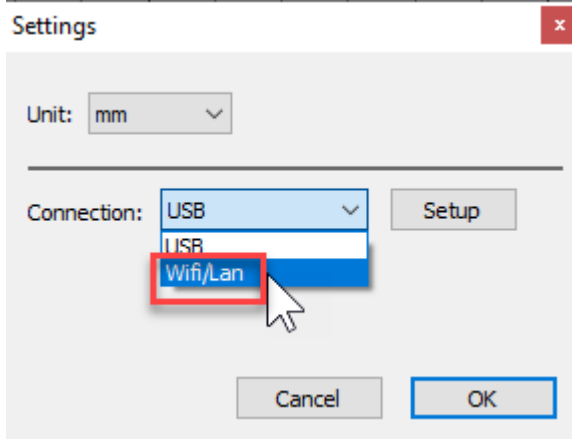 Settings
x
Unit: mm
Connection: USB Setup
USB
Wifi/Lan
Cancel OK